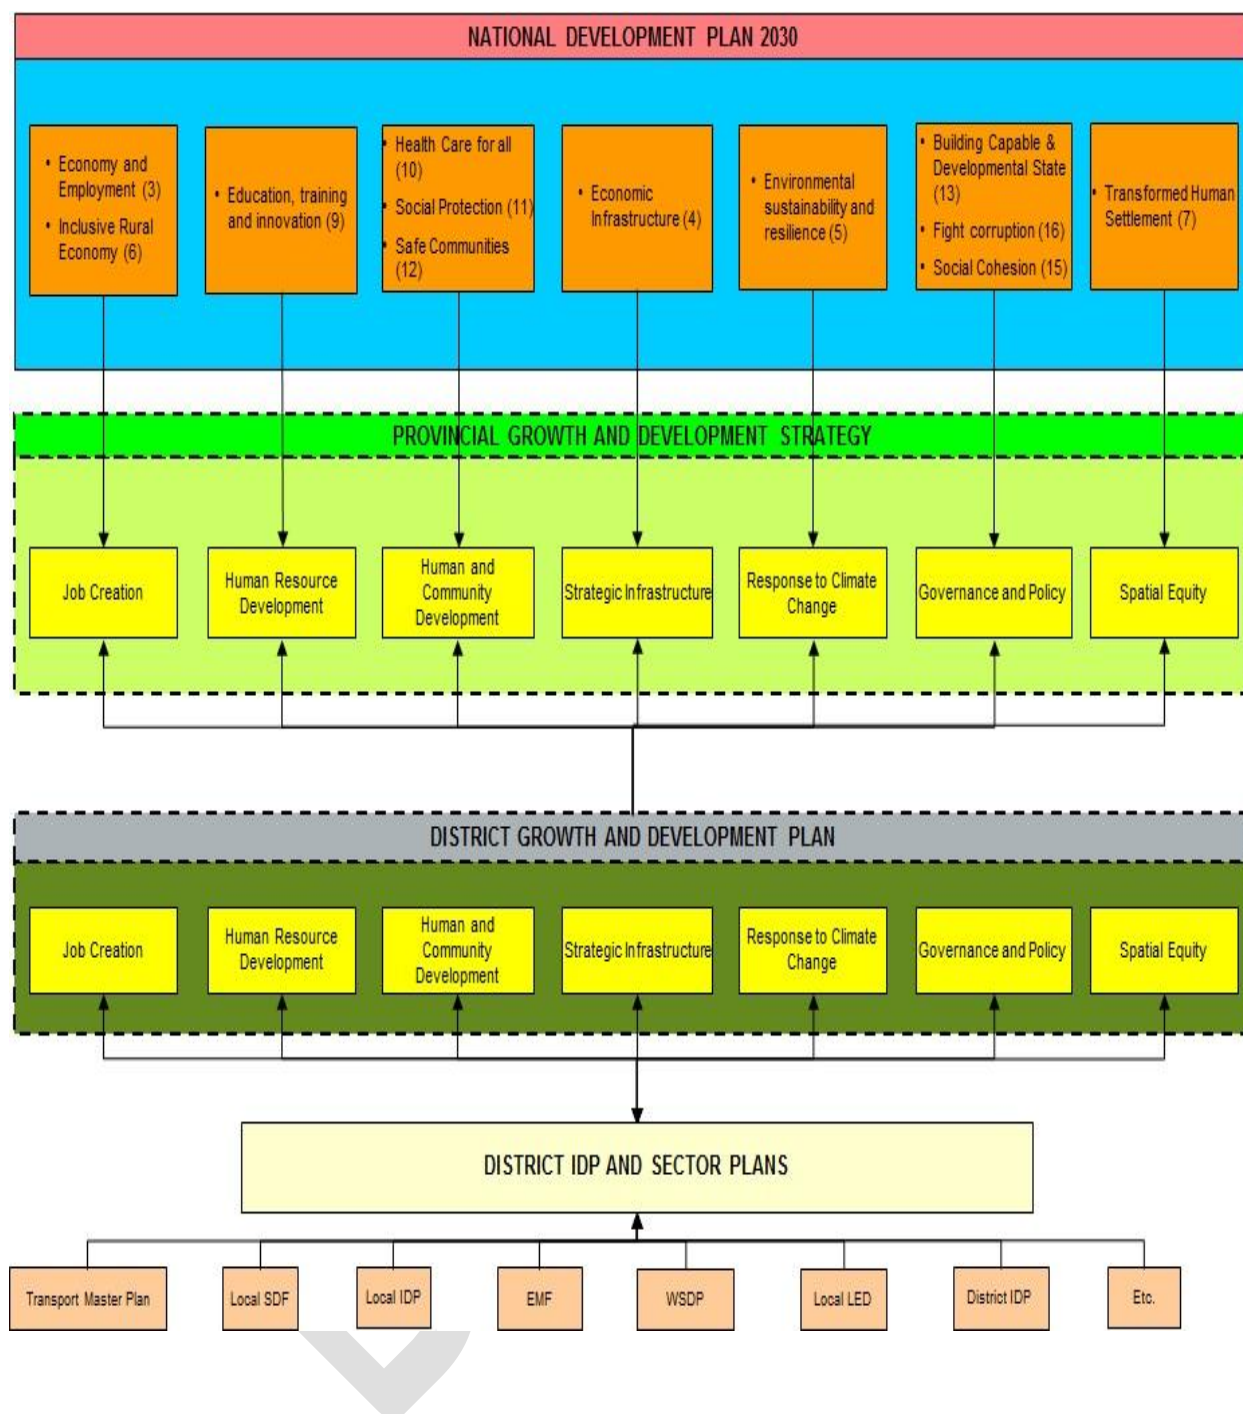 NATIONAL DEVELOPMENT PLAN 2030
• Economy and
Employment (3)
• Inclusive Rural
Economy (6)
• Education, training
and innovation (9)
• Health Care for all
(10)
• Social Protection (11)
• Safe Communities
(12)
• Economic
Infrastructure (4)
• Environmental
sustainability and
resilience (5)
• Building Capable &
Developmental State
(13)
• Fight corruption (16)
• Social Cohesion (15)
• Transformed Human
Settlement (7)
PROVINCIAL GROWTH AND DEVELOPMENT STRATEGY
Job Creation
Human Resource
Development
Human and
Community
Development
Strategic Infrastructure
Response to Climate
Change
Governance and Policy
Spatial Equity
DISTRICT GROWTH AND DEVELOPMENT PLAN
Job Creation
Human Resource
Development
Human and
Community
Development
Strategic Infrastructure
Response to Climate
Change
Governance and Policy
Spatial Equity
DISTRICT IDP AND SECTOR PLANS
Transport Master Plan
Local SDF
Local IDP
EMF
WSDP
Local LED
District IDP
Etc.